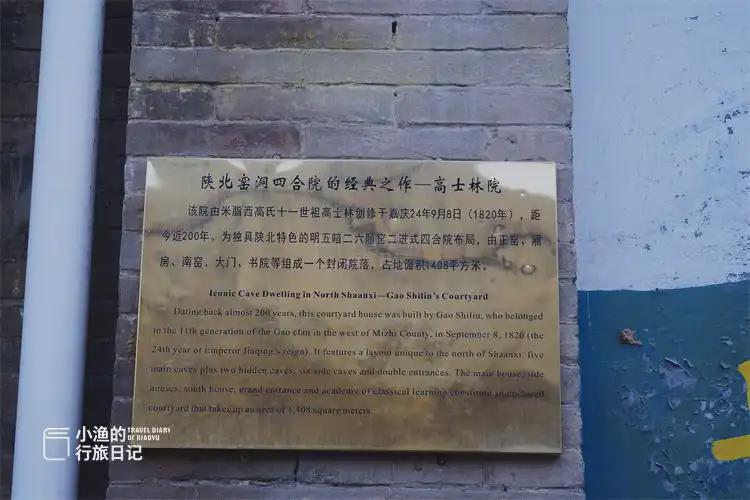 陕北窑洞四合院的经典之作—高士林院
该院由米脂西高氏十一世祖高士林创修于嘉庆24年9月8日（1820年），距
今近200年。为独具陕北特色的明五暗二六厢窑二进式四合院布局，由正窑、厢
房、南窑、大门、书院等组成一个封闭院落，占地面积1408平方米。
Iconic Cave Dwelling in North Shaanxi—Gao Shilin's Courtyard
Dating back almost 200 years, this courtyard house was built by Gao Shilin, who belonged
to the 11th generation of the Gao clan in the west of Mizhi County, in September 8, 1820 (the
24th year of Emperor Jiaqing's reign). It features a layout unique to the north of Shaanxi: five
main caves plus two hidden caves, six side caves and double entrances. The main house, side
houses, south house, grand entrance and academy of classical learning constitute an enclosed
courtyard that takes up an area of 1,408 square meters.
小渔的 TRAVEL DIARY
OF XIAOYU
行旅日记